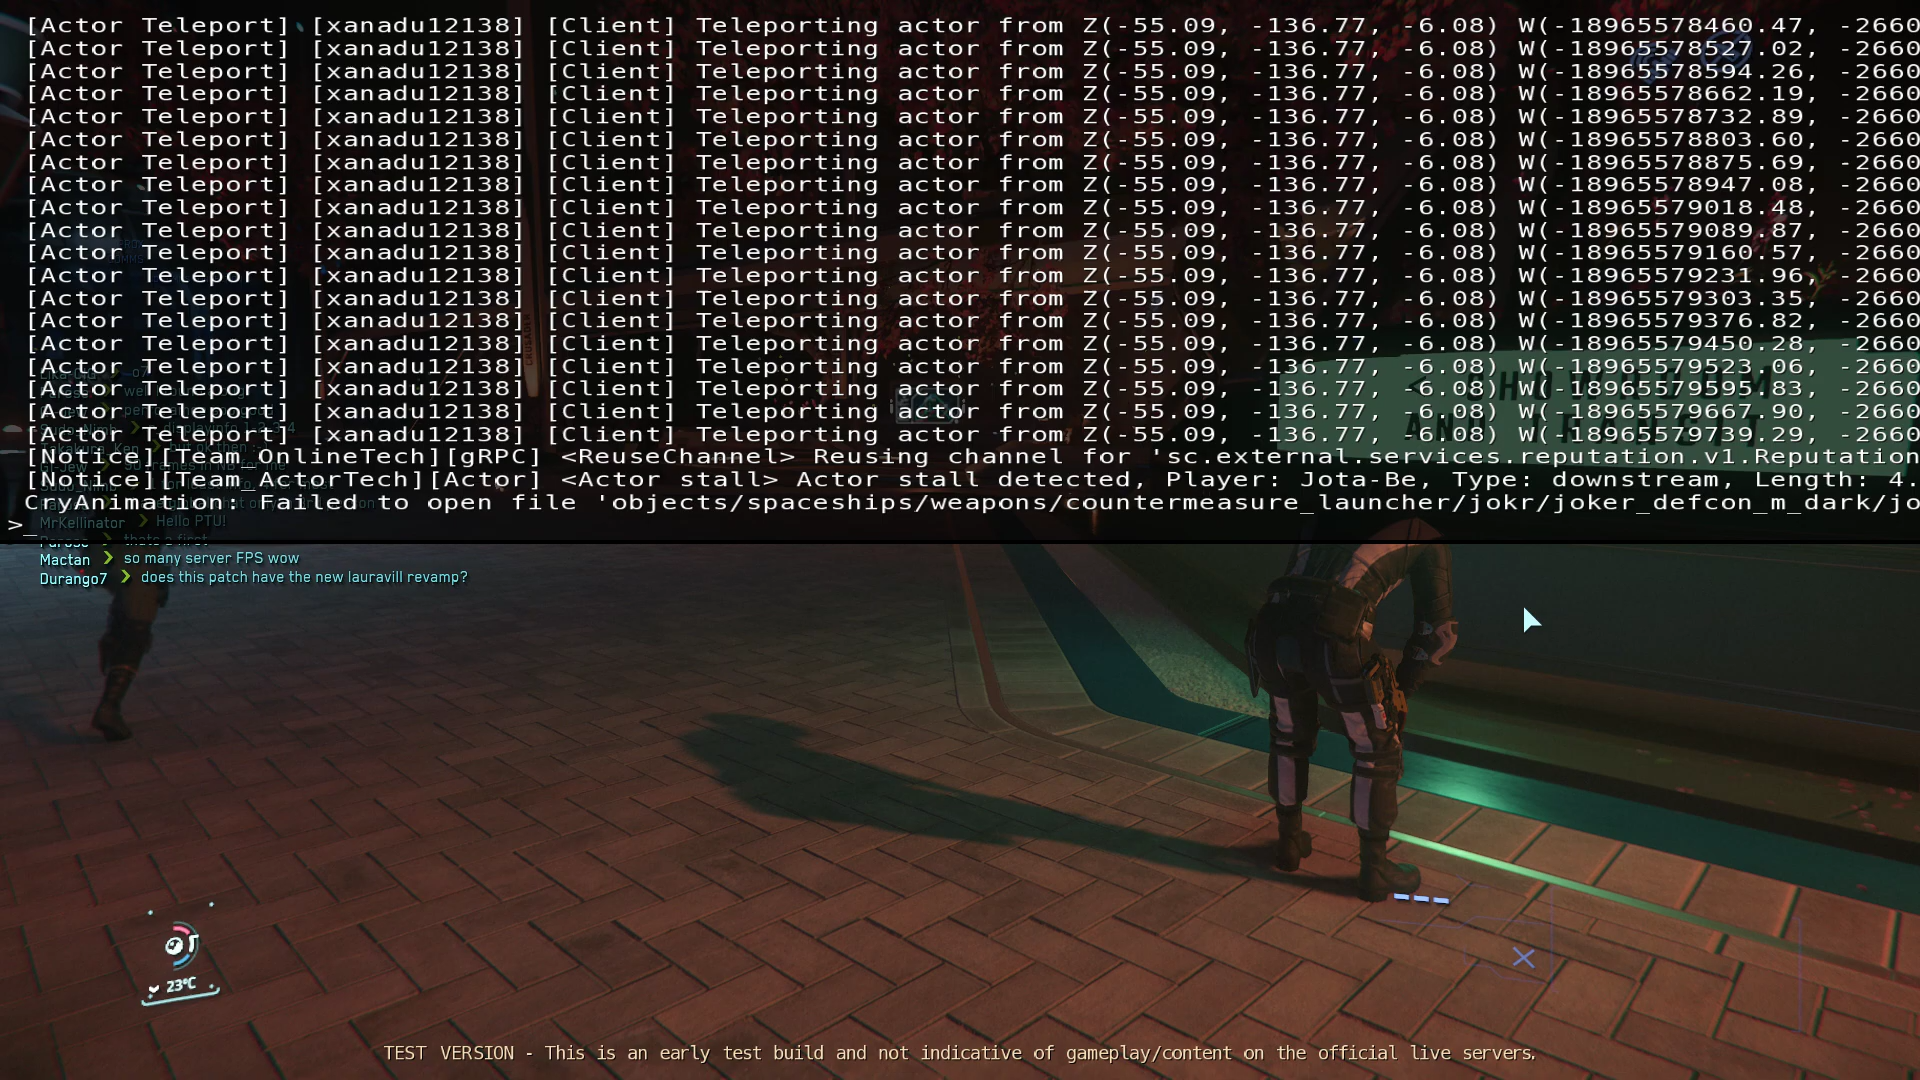 [Actor Teleport] [xanadu12138] [Client] Teleporting actor from Z(-55.09, -136.77, -6.08) W(-18965578460.47, -2660
[Actor Teleport] [xanadu12138] [Client] Teleporting actor from Z(-55.09, -136.77, -6.08) W(-18965578527.02, -2660
[Actor Teleport] [xanadu12138] [Client] Teleporting actor from Z(-55.09, -136.77, -6.08) W(-18965578594.26, -2660
[Actor Teleport] [xanadu12138] [Client] Teleporting actor from Z(-55.09, -136.77, -6.08) W(-18965578662.19, -2660
[Actor Teleport] [xanadu12138] [Client] Teleporting actor from Z(-55.09, -136.77, -6.08) W(-18965578732.89, -2660
[Actor Teleport] [xanadu12138] [Client] Teleporting actor from Z(-55.09, -136.77, -6.08) W(-18965578803.60, -2660
[Actor Teleport] [xanadu12138] [Client] Teleporting actor from Z(-55.09, -136.77, -6.08) W(-18965578875.69, -2660
[Actor Teleport] [xanadu12138] [Client] Teleporting actor from Z(-55.09, -136.77, -6.08) W(-18965578947.08, -2660
[Actor Teleport] [xanadu12138] [Client] Teleporting actor from Z(-55.09, -136.77, -6.08) W(-18965579018.48, -2660
[Actor Teleport] [xanadu12138] [Client] Teleporting actor from Z(-55.09, -136.77, -6.08) W(-18965579089.87, -2660
[Actor Teleport] [xanadu12138] [Client] Teleporting actor from Z(-55.09, -136.77, -6.08) W(-18965579160.57, -2660
[Actor Teleport] [xanadu12138] [Client] Teleporting actor from Z(-55.09, -136.77, -6.08) W(-18965579231.96, -2660
[Actor Teleport] [xanadu12138] [Client] Teleporting actor from Z(-55.09, -136.77, -6.08) W(-18965579303.35, -2660
[Actor Teleport] [xanadu12138] [Client] Teleporting actor from Z(-55.09, -136.77, -6.08) W(-18965579376.82, -2660
[Actor Teleport] [xanadu12138] [Client] Teleporting actor from Z(-55.09, -136.77, -6.08) W(-18965579450.28, -2660
[Actor Teleport] [xanadu12138] [Client] Teleporting actor from Z(-55.09, -136.77, -6.08) W(-18965579523.06, -2660
[Actor Teleport] [xanadu12138] [Client] Teleporting actor from Z(-55.09, -136.77, -6.08) W(-18965579595.83, -2660
[Actor Teleport] [xanadu12138] [Client] Teleporting actor from Z(-55.09, -136.77, -6.08) W(-18965579667.90, -2660
[Actor Teleport] [xanadu12138] [Client] Teleporting actor from Z(-55.09, -136.77, -6.08) W(-18965579739.29, -2660
[Notice][Team_OnlineTech][gRPC] <ReuseChannel> Reusing channel for 'sc.external.services.reputation.v1.Reputation
[Notice][Team_ActorTech][Actor] <Actor stall> Actor stall detected, Player: Jota-Be, Type: downstream, Length: 4.
CryAnimation: Failed to open file 'objects/spaceships/weapons/countermeasure_launcher/jokr/joker_defcon_m_dark/jo
>_
< SHOWROOM
AND TRANSIT
MrKellinator > Hello PTU!
Parose > thats a first
Mactan > so many server FPS wow
Durango7 > does this patch have the new lauravill revamp?
23°C
TEST VERSION - This is an early test build and not indicative of gameplay/content on the official live servers.